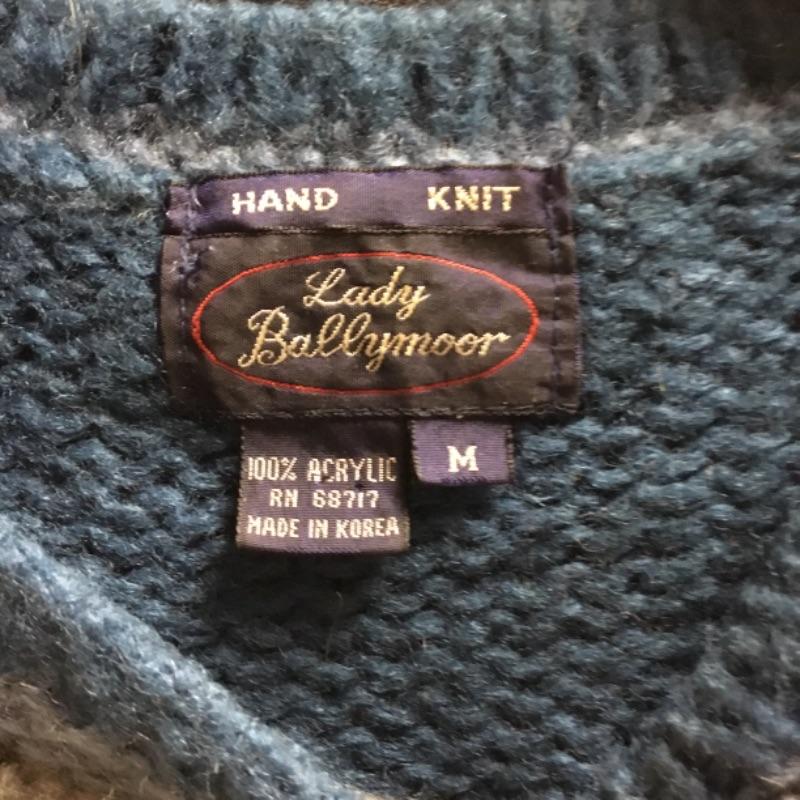 HAND KNIT
Lady
Ballymoor
M
100% ACRYLIC
RN 68717
MADE IN KOREA